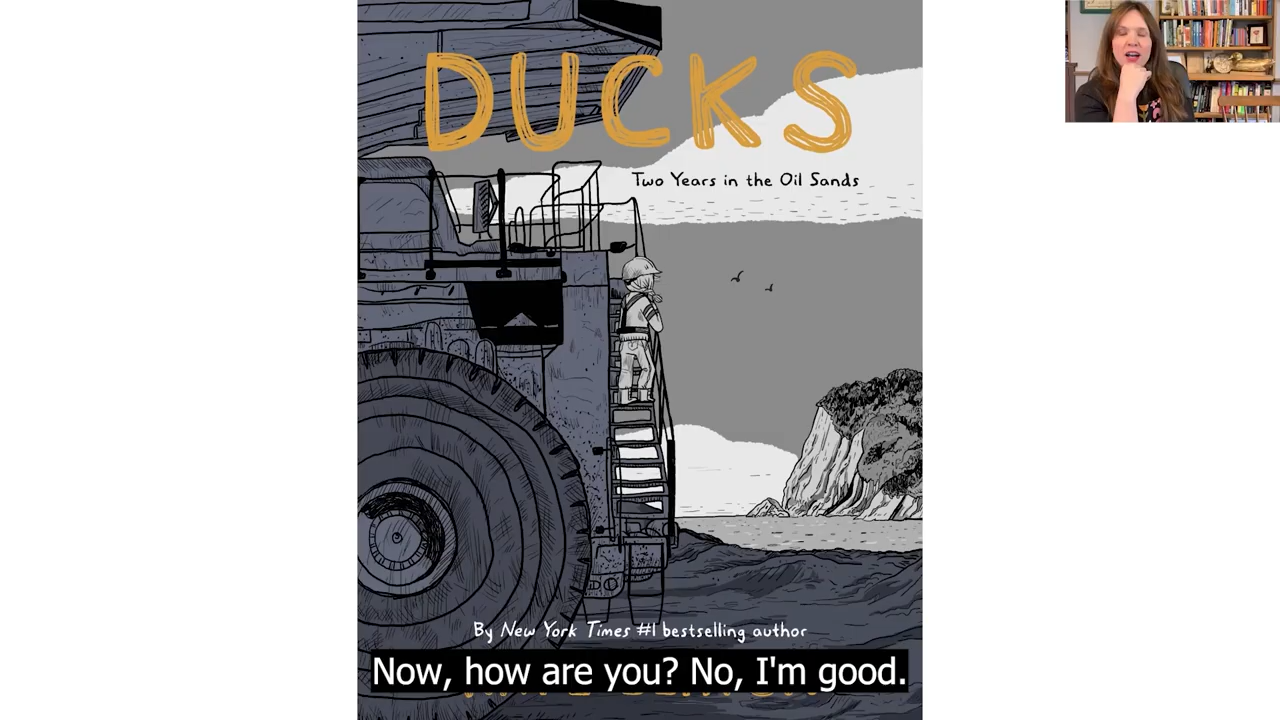 DUCKS
Two Years in the Oil Sands
By New York Times #1 bestselling author
Now, how are you? No, I'm good.